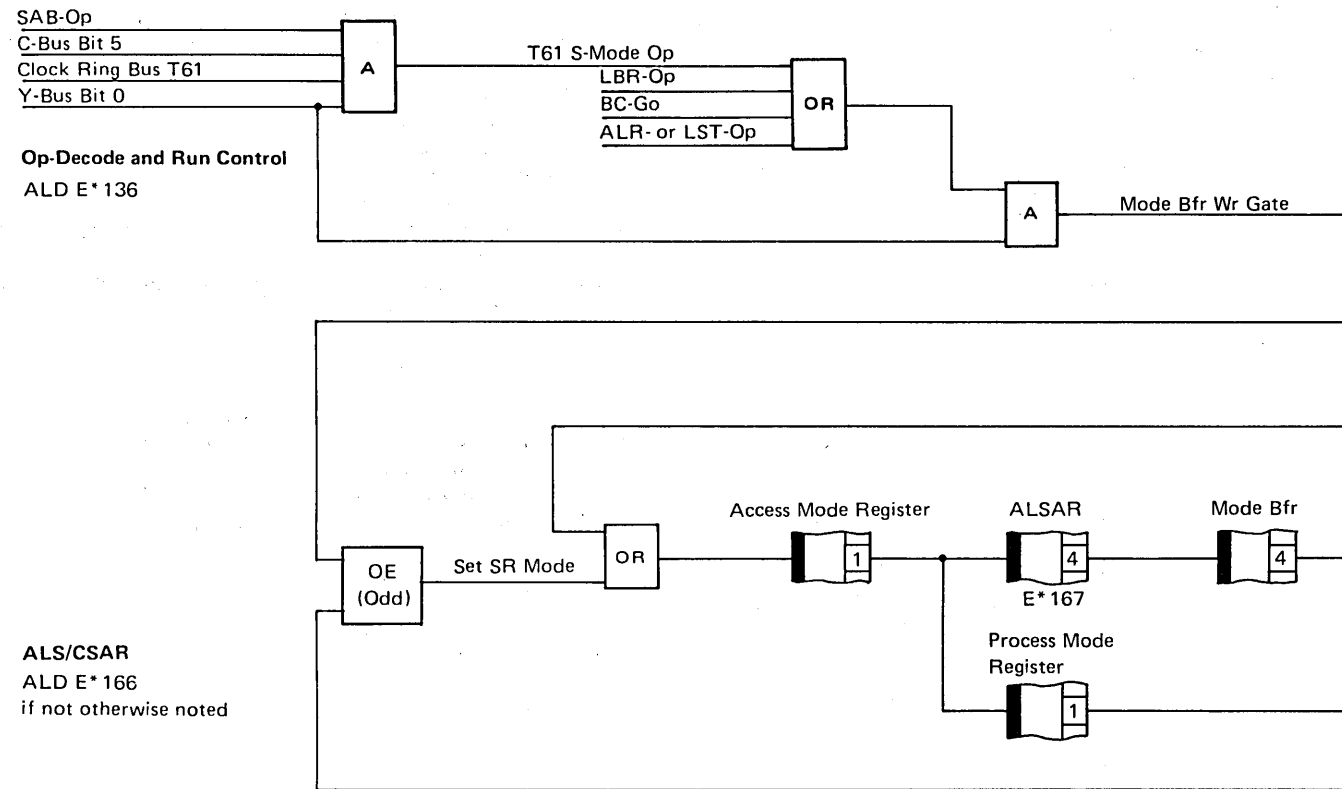 SAB-Op
C-Bus Bit 5
Clock Ring Bus T61
Y-Bus Bit 0
A
T61 S-Mode Op
LBR-Op
BC-Go
ALR- or LST-Op
OR
Op-Decode and Run Control
ALD E*136
A
Mode Bfr Wr Gate
Access Mode Register
ALSAR
Mode Bfr
OE
(Odd)
Set SR Mode
OR
1
4
4
E*167
Process Mode
Register
1
ALS/CSAR
ALD E*166
if not otherwise noted